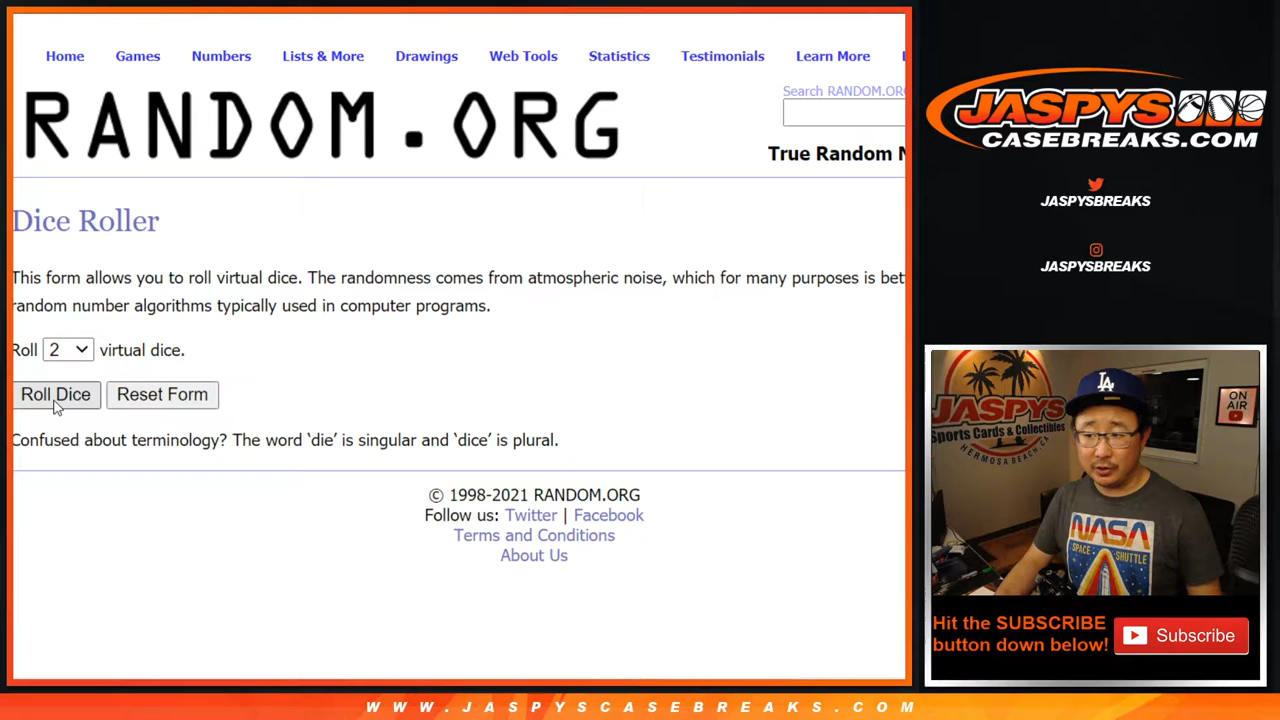 Home Games Numbers Lists & More Drawings Web Tools Statistics Testimonials Learn More
Search RANDOM.ORG
RANDOM.ORG
True Random N
Dice Roller
This form allows you to roll virtual dice. The randomness comes from atmospheric noise, which for many purposes is bet
random number algorithms typically used in computer programs.
Roll 2 virtual dice.
Roll Dice Reset Form
Confused about terminology? The word ‘die’ is singular and ‘dice’ is plural.
© 1998-2021 RANDOM.ORG
Follow us: Twitter | Facebook
Terms and Conditions
About Us
JASPYS
CASEBREAKS.COM
JASPYSBREAKS
JASPYSBREAKS
JASPYS
Sports Cards & Collectibles
HERMOSA BEACH, CA
LA
ON AIR
NASA
SPACE SHUTTLE
Hit the SUBSCRIBE
button down below!
Subscribe
WWW.JASPYSCASEBREAKS.COM